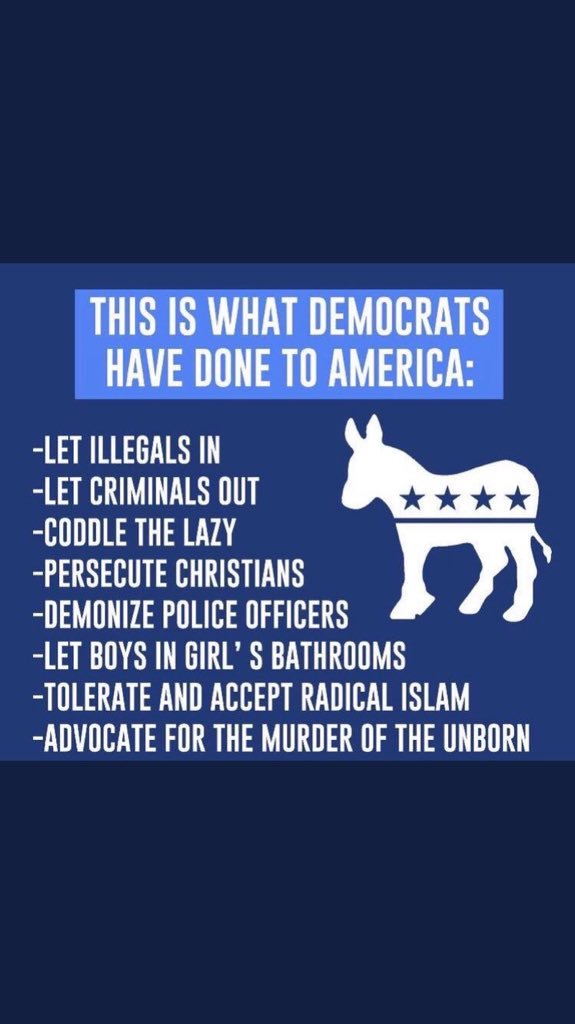 THIS IS WHAT DEMOCRATS
HAVE DONE TO AMERICA:
-LET ILLEGALS IN
-LET CRIMINALS OUT
-CODDLE THE LAZY
-PERSECUTE CHRISTIANS
-DEMONIZE POLICE OFFICERS
-LET BOYS IN GIRL' S BATHROOMS
-TOLERATE AND ACCEPT RADICAL ISLAM
-ADVOCATE FOR THE MURDER OF THE UNBORN